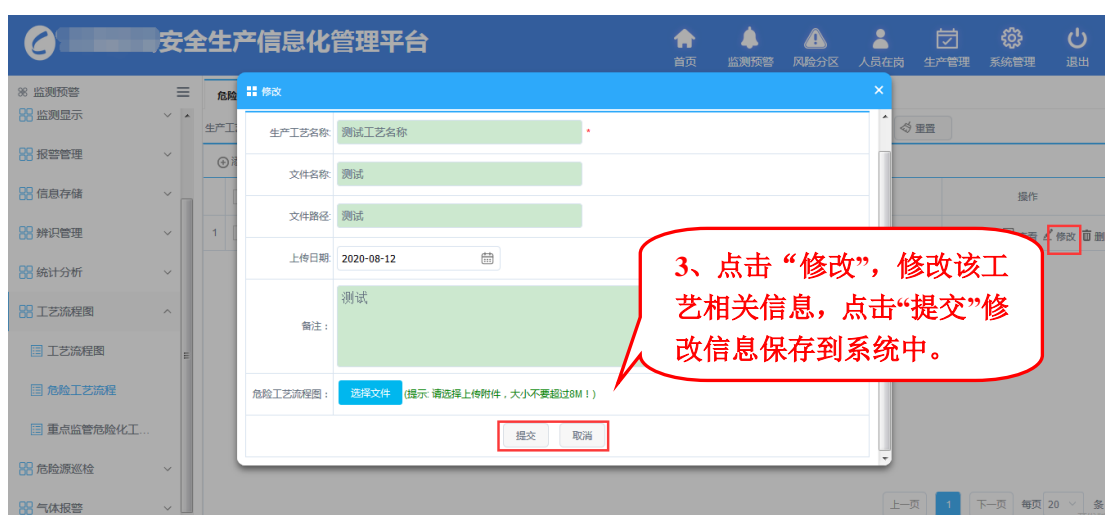 安全生产信息化管理平台
首页 监测预警 风险分区 人员在岗 生产管理 系统管理 退出
监测预警
监测显示
报警管理
信息存储
辨识管理
统计分析
工艺流程图
工艺流程图
危险工艺流程
重点监管危险化工...
危险源巡检
气体报警
危险
生产工
重置
操作
1
修改 删
修改
生产工艺名称: 测试工艺名称 *
文件名称: 测试
文件路径: 测试
上传日期: 2020-08-12
备注: 测试
危险工艺流程图: 选择文件 (提示: 请选择上传附件，大小不要超过8M！)
提交 取消
3、点击“修改”，修改该工
艺相关信息，点击“提交”修
改信息保存到系统中。
上一页 1 下一页 每页 20 条